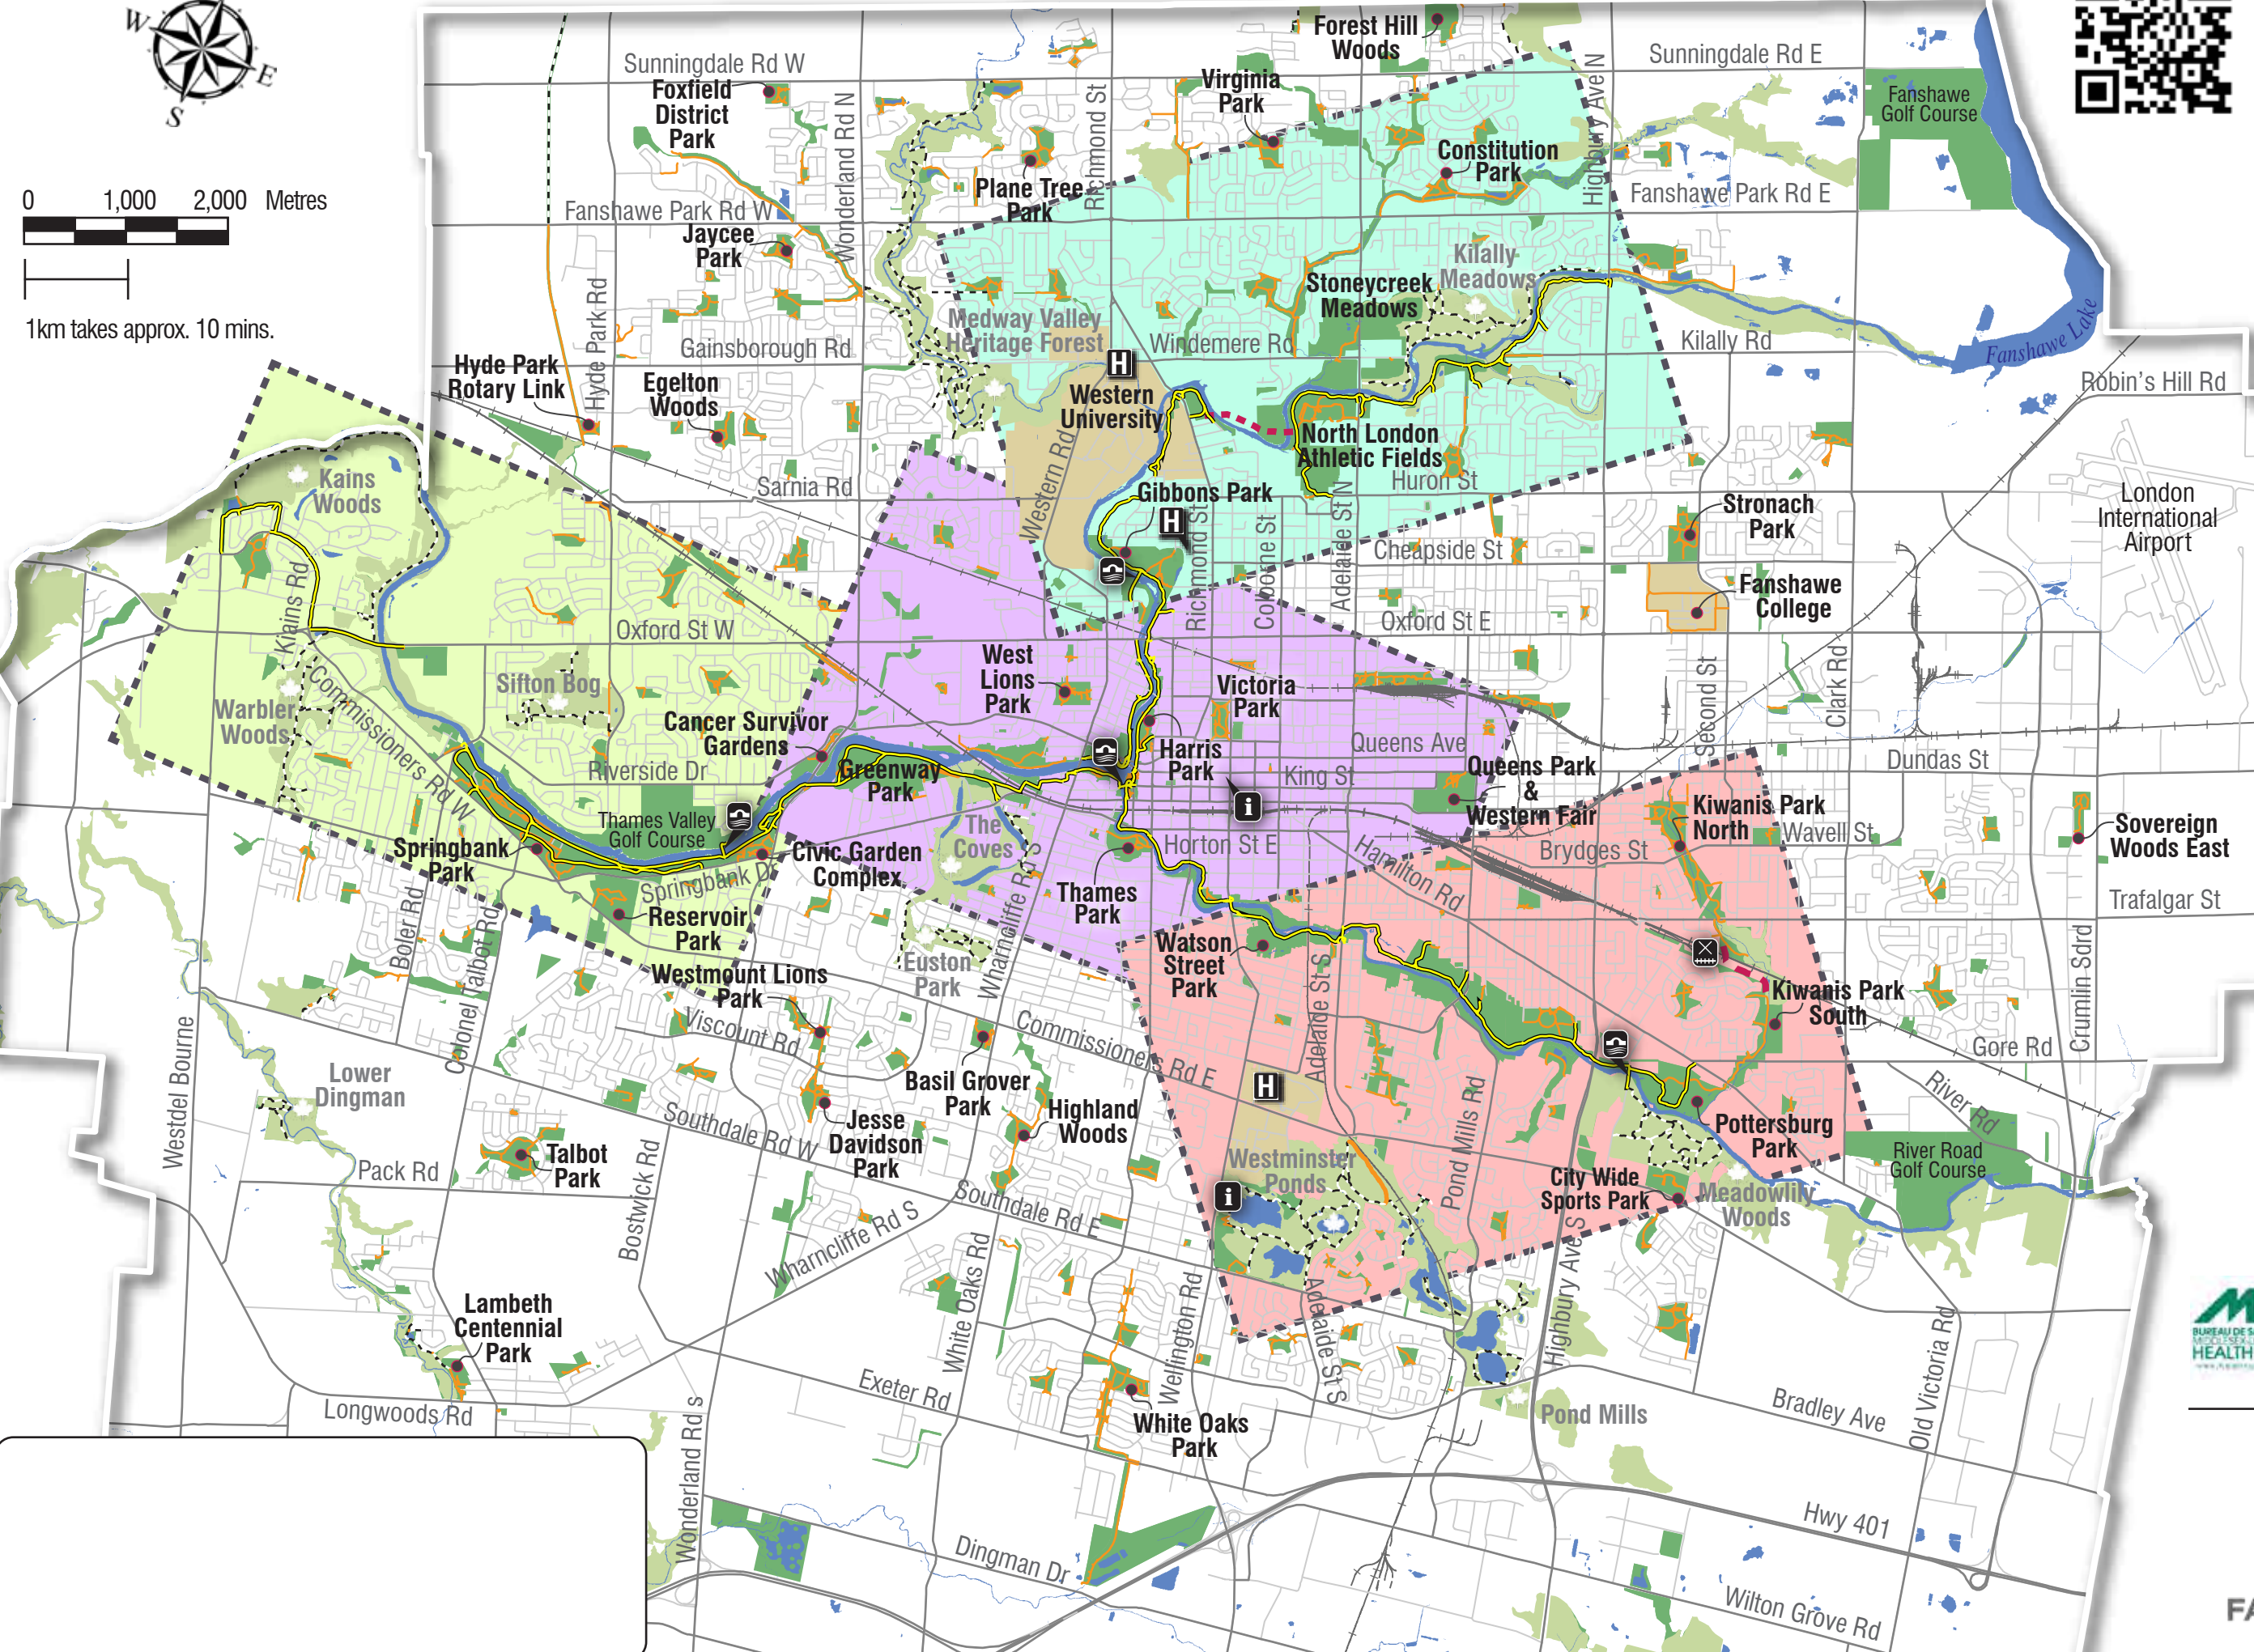 W
E
S
0 1,000 2,000 Metres
1km takes approx. 10 mins.
Forest Hill
Woods
Sunningdale Rd W
Sunningdale Rd E
Foxfield
District
Park
Virginia
Park
Wonderland Rd N
Richmond St
Highbury Ave N
Fanshawe
Golf Course
Constitution
Park
Plane Tree
Park
Fanshawe Park Rd W
Fanshawe Park Rd E
Jaycee
Park
Kilally
Meadows
Stoneycreek
Meadows
Hyde Park Rd
Medway Valley
Heritage Forest
Windemere Rd
Kilally Rd
Fanshawe Lake
Gainsborough Rd
Hyde Park
Rotary Link
Egelton
Woods
H
Western
University
Robin's Hill Rd
North London
Athletic Fields
Western Rd
Kains
Woods
Sarnia Rd
Huron St
Gibbons Park
H
Stronach
Park
London
International
Airport
Richmond St
Colborne St
Adelaide St N
Cheapside St
Fanshawe
College
Kiains Rd
Oxford St W
Oxford St E
West
Lions
Park
Victoria
Park
Sifton Bog
Commissioners Rd W
Warbler
Woods
Second St
Clark Rd
Cancer Survivor
Gardens
Queens Ave
Harris
Park
Riverside Dr
Greenway
Park
King St
Queens Park
&
Western Fair
Dundas St
i
Thames Valley
Golf Course
The
Coves
Kiwanis Park
North
Wavell St
Sovereign
Woods East
Springbank
Park
Civic Garden
Complex
Horton St E
Hamilton Rd
Brydges St
Springbank D
Thames
Park
Trafalgar St
Reservoir
Park
Boler Rd
Colonel Talbot Rd
Wharncliffe Rd S
Euston
Park
Watson
Street
Park
Westmount Lions
Park
Kiwanis Park
South
Crumlin Sdrd
Viscount Rd
Commissioners Rd E
Adelaide St S
Gore Rd
Westdel Bourne
Lower
Dingman
Basil Grover
Park
H
River Rd
Highland
Woods
Jesse
Davidson
Park
Southdale Rd W
Pond Mills Rd
Pottersburg
Park
River Road
Golf Course
Talbot
Park
Pack Rd
Westminster
Ponds
City Wide
Sports Park
Meadowlily
Woods
i
Bostwick Rd
Southdale Rd E
Wharncliffe Rd S
White Oaks Rd
Wellington Rd
Adelaide St S
Highbury Ave S
Old Victoria Rd
Lambeth
Centennial
Park
BUREAU DE S
HEALTH
Exeter Rd
Longwoods Rd
White Oaks
Park
Pond Mills
Bradley Ave
Wonderland Rd s
Hwy 401
Dingman Dr
Wilton Grove Rd
FA